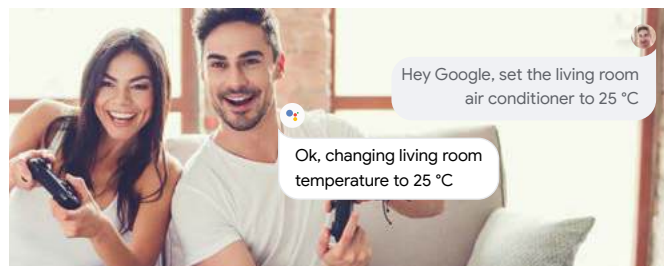 Hey Google, set the living room
air conditioner to 25 °C
Ok, changing living room
temperature to 25 °C